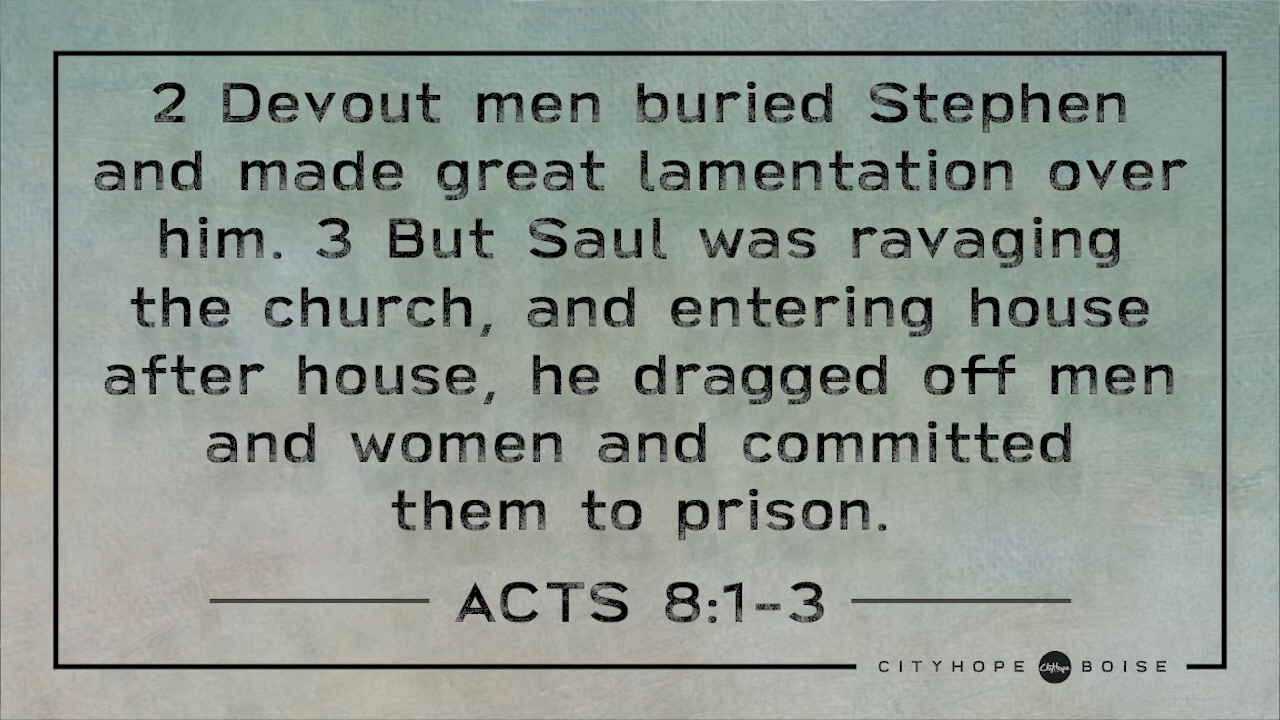 2 Devout men buried Stephen
and made great lamentation over
him. 3 But Saul was ravaging
the church, and entering house
after house, he dragged off men
and women and committed
them to prison.
ACTS 8:1-3
CITYHOPE CityHope BOISE